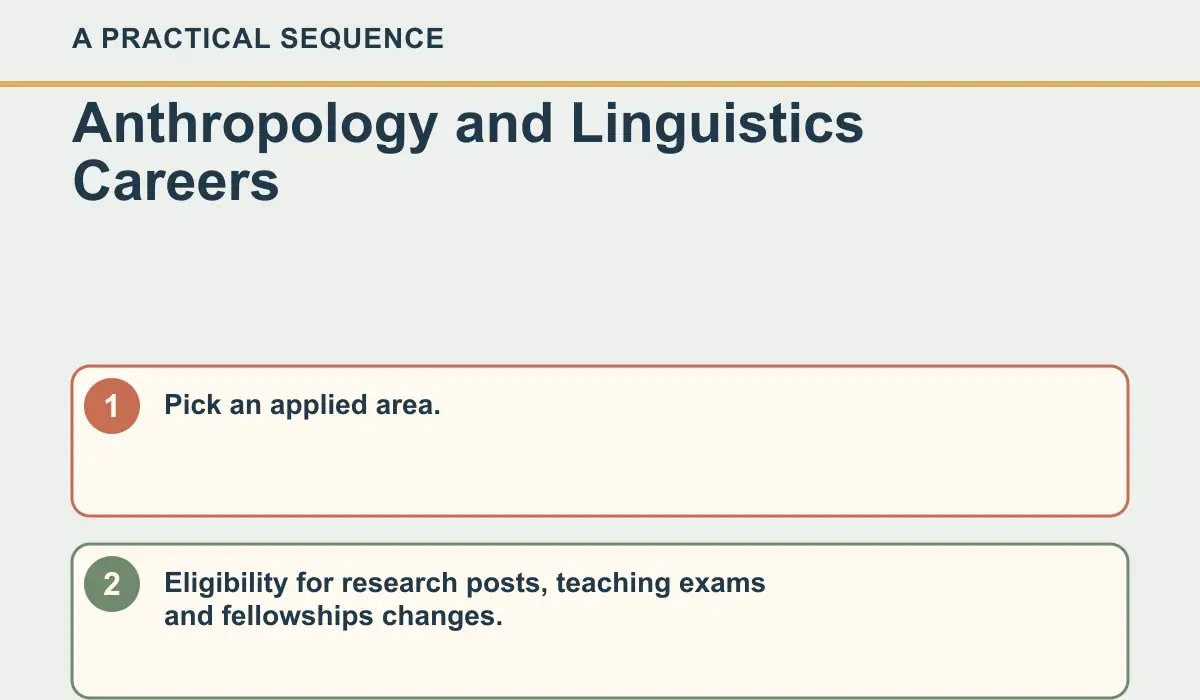 A PRACTICAL SEQUENCE
Anthropology and Linguistics
Careers
1
Pick an applied area.
2
Eligibility for research posts, teaching exams
and fellowships changes.